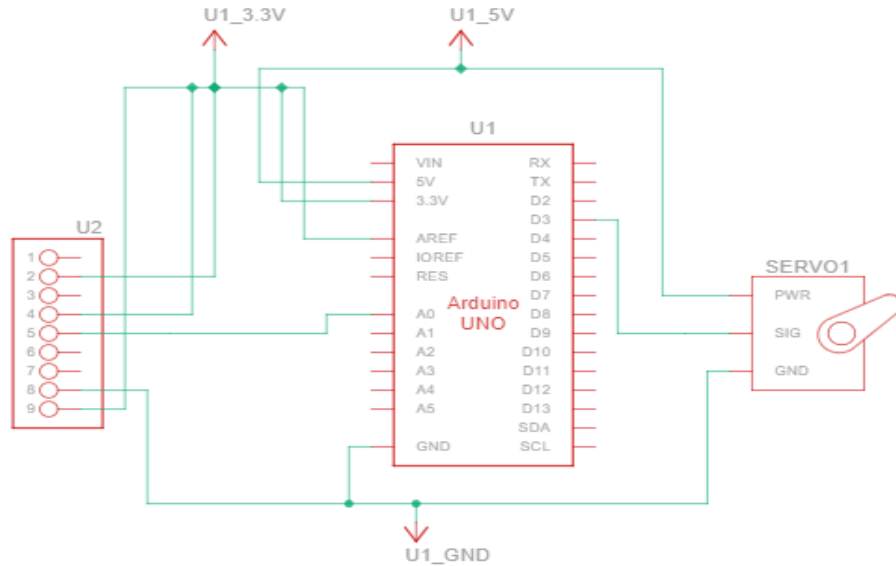 U1_3.3V
U1_5V
U1
VIN
5V
3.3V
AREF
IOREF
RES
A0
A1
A2
A3
A4
A5
GND
Arduino
UNO
RX
TX
D2
D3
D4
D5
D6
D7
D8
D9
D10
D11
D12
D13
SDA
SCL
U2
1
2
3
4
5
6
7
8
9
SERVO1
PWR
SIG
GND
U1_GND